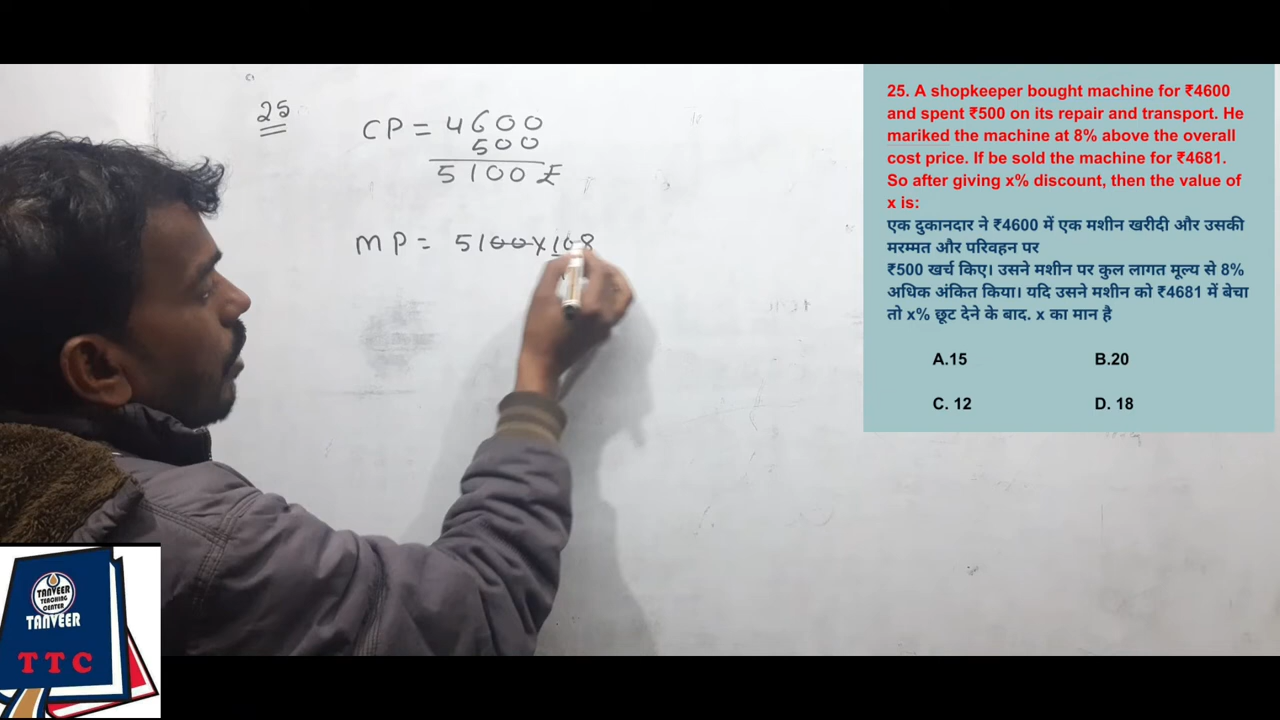 25
CP = 4600
500
5100 ₹
MP = 5100x108
25. A shopkeeper bought machine for ₹4600
and spent ₹500 on its repair and transport. He
mariked the machine at 8% above the overall
cost price. If be sold the machine for ₹4681.
So after giving x% discount, then the value of
x is:
एक दुकानदार ने ₹4600 में एक मशीन खरीदी और उसकी
मरम्मत और परिवहन पर
₹500 खर्च किए। उसने मशीन पर कुल लागत मूल्य से 8%
अधिक अंकित किया। यदि उसने मशीन को ₹4681 में बेचा
तो x% छूट देने के बाद. x का मान है
A.15 B.20
C. 12 D. 18
TANVEER
TEACHING
CENTER
TANVEER
TTC